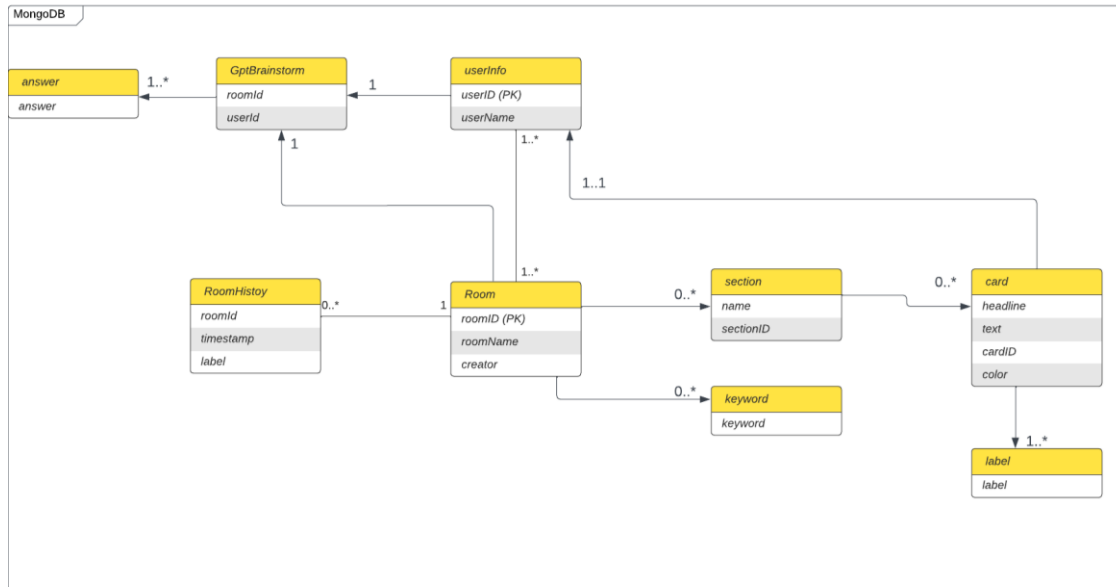 MongoDB
answer
answer
1..*
GptBrainstorm
roomId
userId
1
userInfo
userID (PK)
userName
1
1..*
1..1
1..*
RoomHistoy
roomId
timestamp
label
0..*
1
Room
roomID (PK)
roomName
creator
0..*
section
name
sectionID
0..*
card
headline
text
cardID
color
0..*
keyword
keyword
1..*
label
label